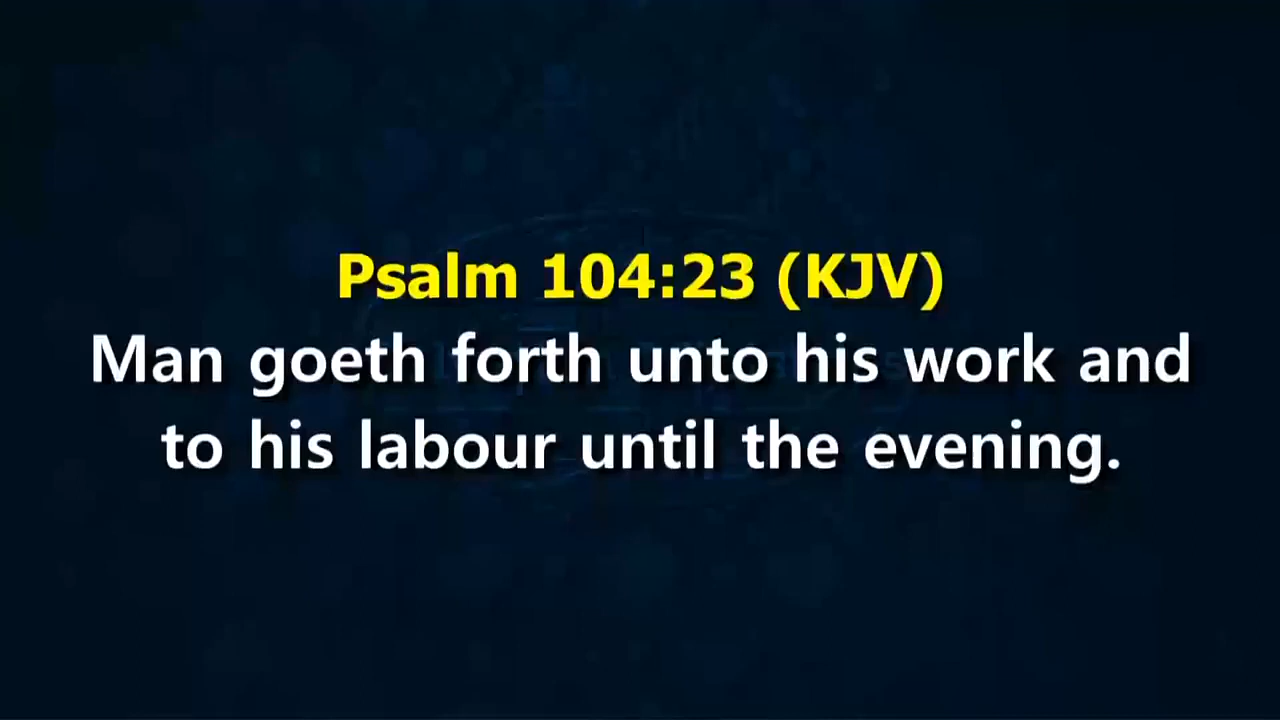 Psalm 104:23 (KJV)
Man goeth forth unto his work and
to his labour until the evening.